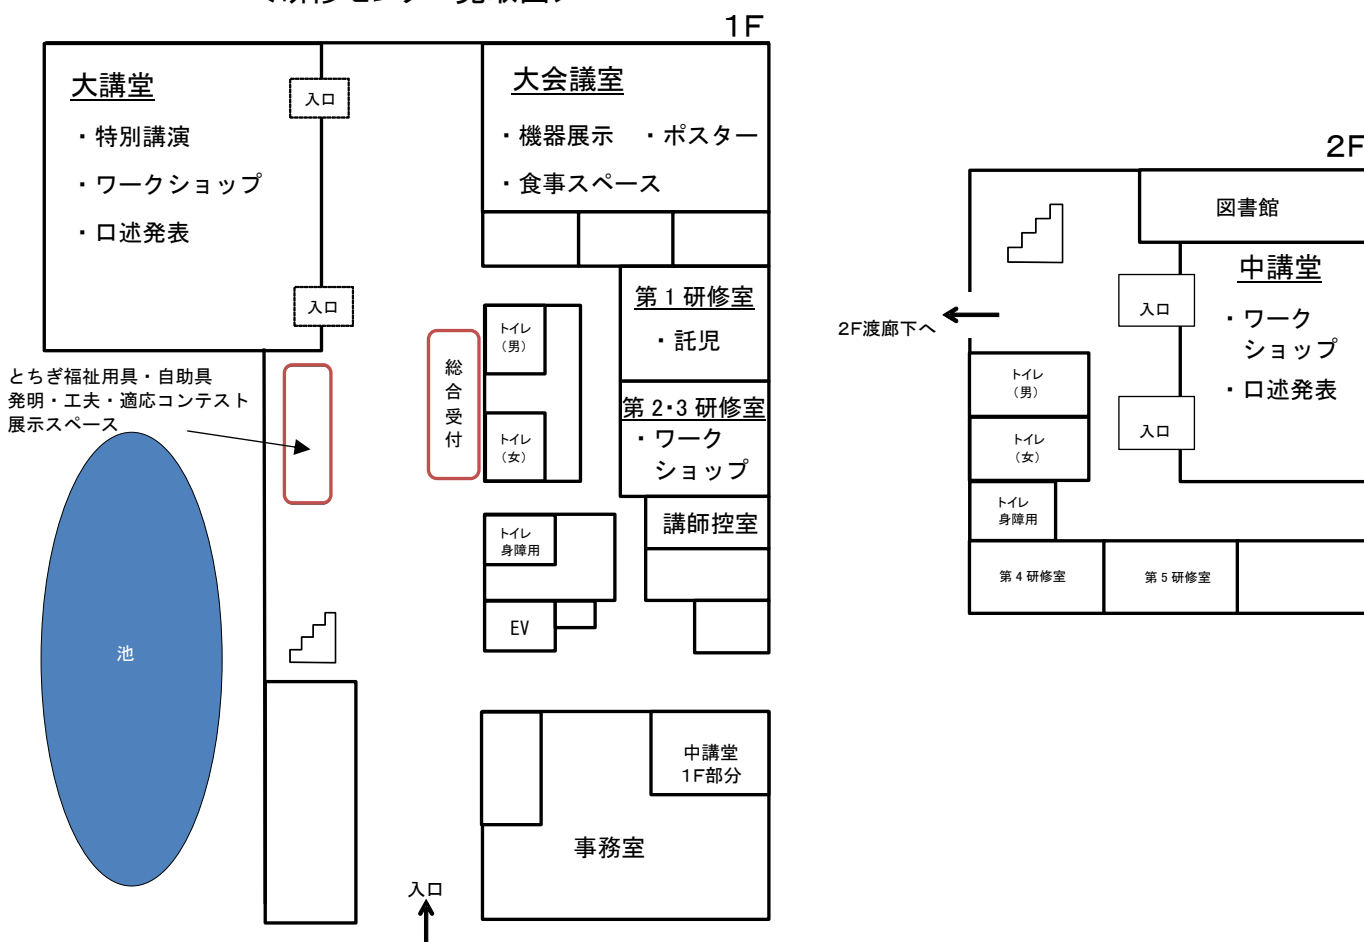 1F
大講堂
・特別講演
・ワークショップ
・口述発表
入口
入口
大会議室
・機器展示　・ポスター
・食事スペース
第1研修室
・託児
第2・3研修室
・ワーク
ショップ
講師控室
トイレ
（男）
トイレ
（女）
総合受付
トイレ
身障用
EV
とちぎ福祉用具・自助具
発明・工夫・適応コンテスト
展示スペース
池
中講堂
1F部分
事務室
入口
2F
図書館
中講堂
・ワーク
ショップ
・口述発表
入口
入口
2F渡廊下へ
トイレ
（男）
トイレ
（女）
トイレ
身障用
第4研修室
第5研修室